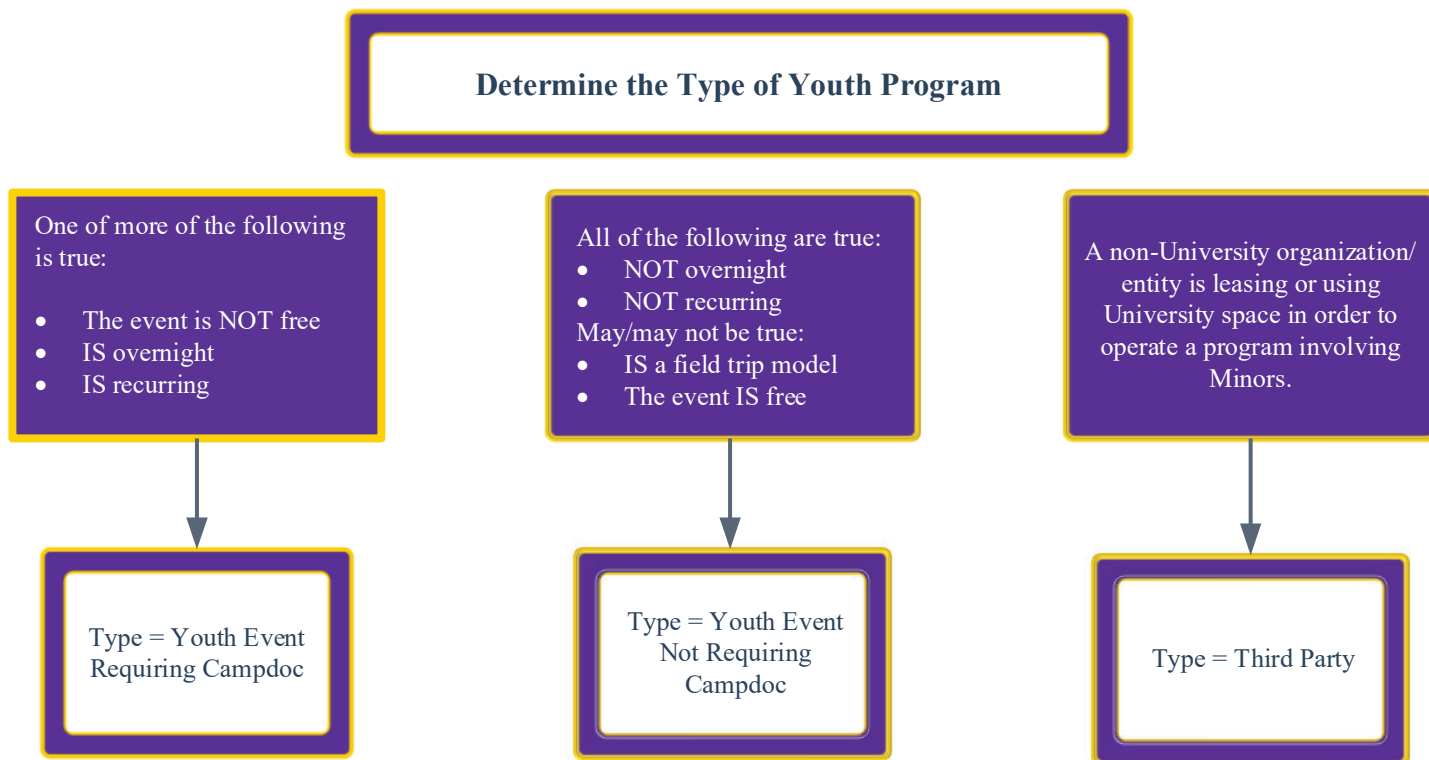 Determine the Type of Youth Program
One of more of the following
is true:
• The event is NOT free
• IS overnight
• IS recurring
All of the following are true:
• NOT overnight
• NOT recurring
May/may not be true:
• IS a field trip model
• The event IS free
A non-University organization/
entity is leasing or using
University space in order to
operate a program involving
Minors.
Type = Youth Event
Requiring Campdoc
Type = Youth Event
Not Requiring
Campdoc
Type = Third Party